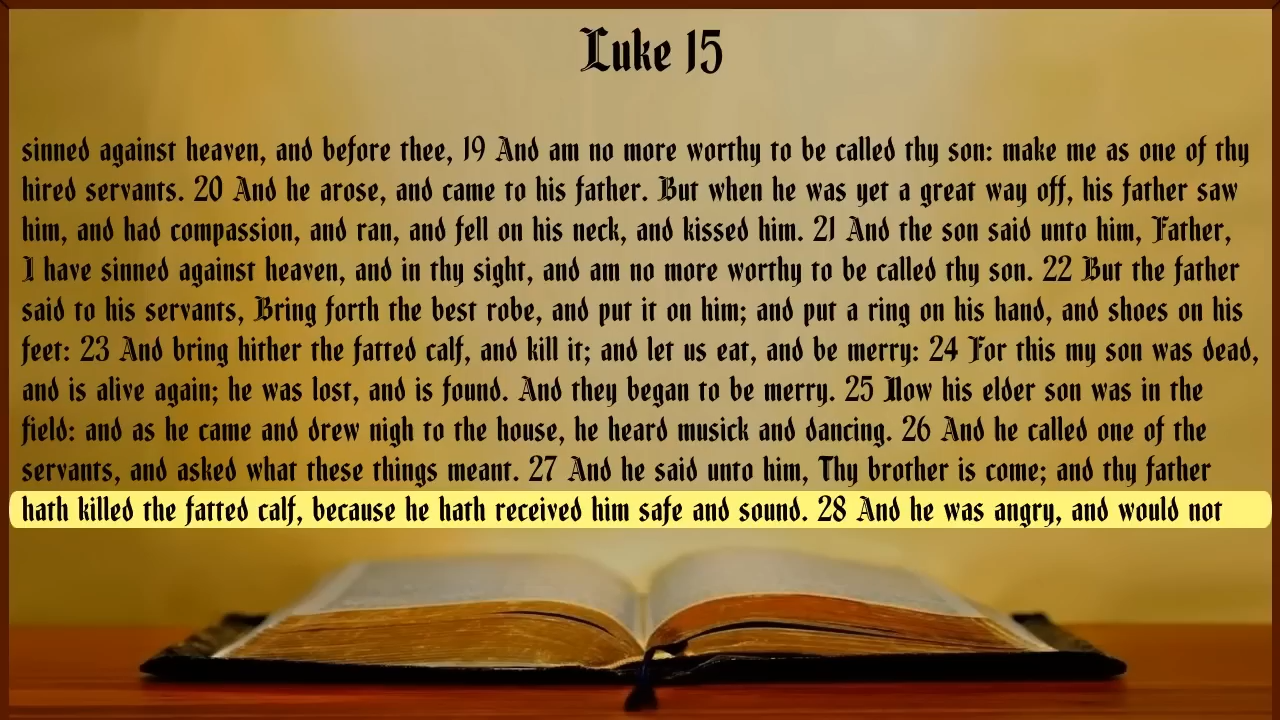 Luke 15
sinned against heaven, and before thee, 19 And am no more worthy to be called thy son: make me as one of thy
hired servants. 20 And he arose, and came to his father. But when he was yet a great way off, his father saw
him, and had compassion, and ran, and fell on his neck, and kissed him. 21 And the son said unto him, Father,
I have sinned against heaven, and in thy sight, and am no more worthy to be called thy son. 22 But the father
said to his servants, Bring forth the best robe, and put it on him; and put a ring on his hand, and shoes on his
feet: 23 And bring hither the fatted calf, and kill it; and let us eat, and be merry: 24 For this my son was dead,
and is alive again; he was lost, and is found. And they began to be merry. 25 Now his elder son was in the
field: and as he came and drew nigh to the house, he heard musick and dancing. 26 And he called one of the
servants, and asked what these things meant. 27 And he said unto him, Thy brother is come; and thy father
hath killed the fatted calf, because he hath received him safe and sound. 28 And he was angry, and would not